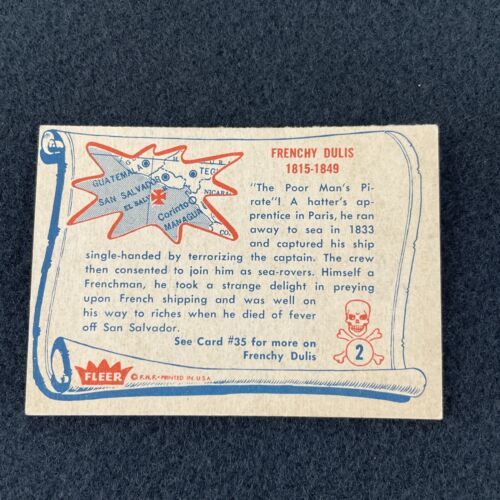 FRENCHY DULIS
1815-1849
GUATEMALA
SAN SALVADOR
EL SALV
TEG
NICARA
Corinto
MANAGUA
"The Poor Man's Pi-
rate"! A hatter's ap-
prentice in Paris, he ran
away to sea in 1833
and captured his ship
single-handed by terrorizing the captain. The crew
then consented to join him as sea-rovers. Himself a
Frenchman, he took a strange delight in preying
upon French shipping and was well on
his way to riches when he died of fever
off San Salvador.
See Card #35 for more on
Frenchy Dulis
2
FLEER
© F.H.F. • PRINTED IN U.S.A.